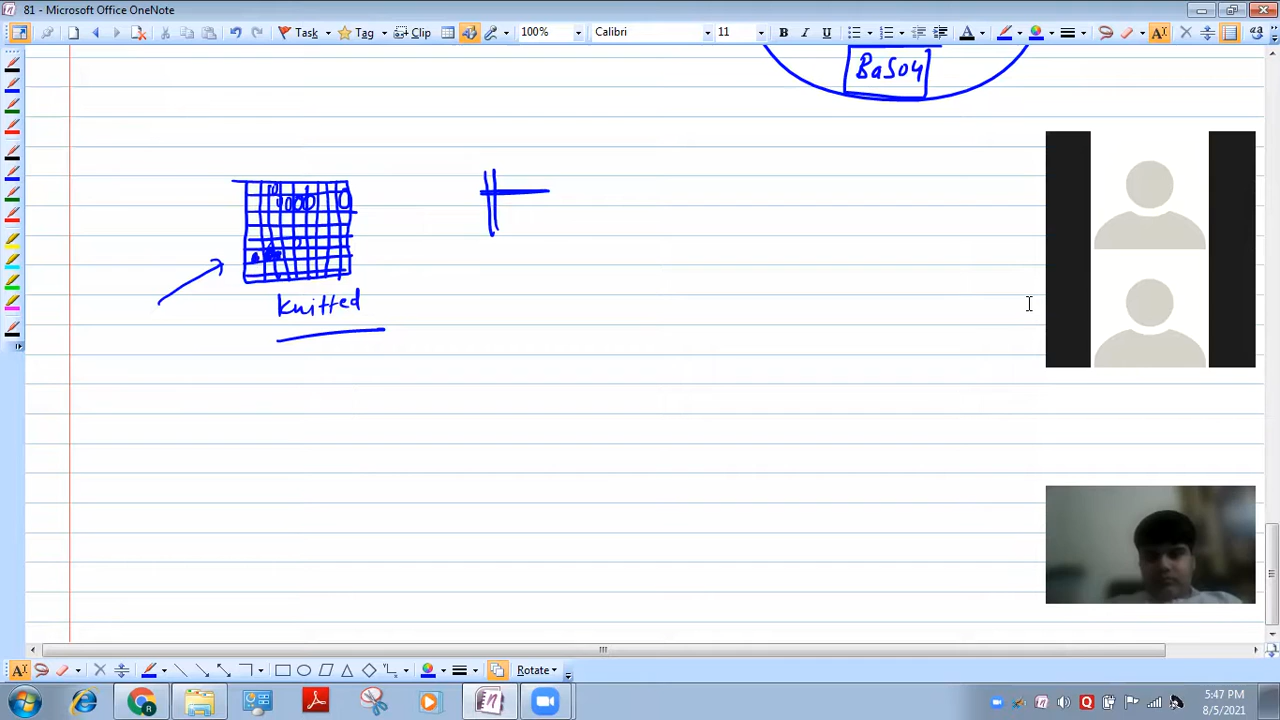 81 - Microsoft Office OneNote
Task
Tag
Clip
100%
Calibri
11
B I U A
A
BaSO4
Knitted
A
Rotate
5:47 PM
8/5/2021